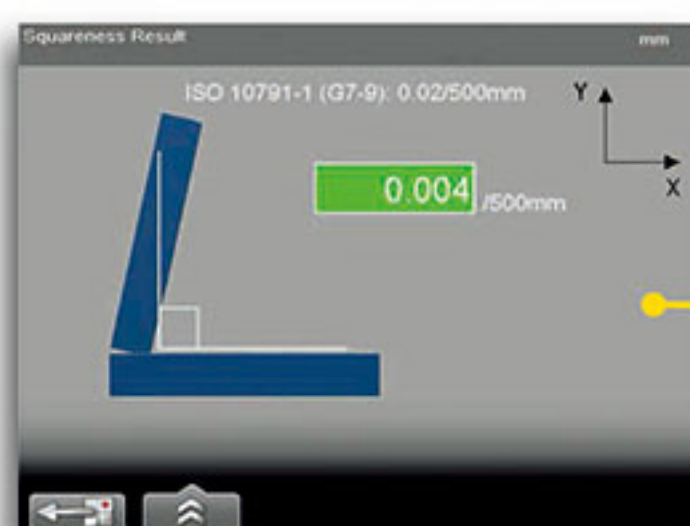 Squareness Result
mm
ISO 10791-1 (G7-9): 0.02/500mm
Y
0.004 /500mm
X